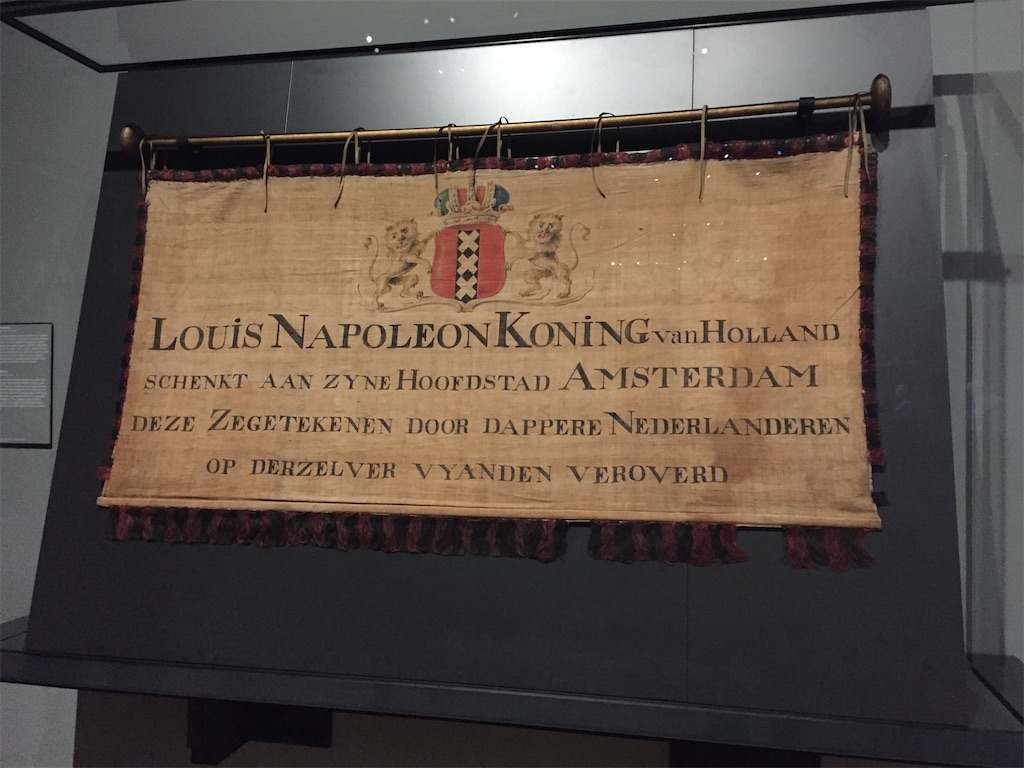 LOUiS NAPOLEON KONiNG van HOLLAND
SCHENKT AAN ZYNE HOOFDSTAD AMSTERDAM
DEZE ZEGETEKENEN DOOR DAPPERE NEDERLANDEREN
OP DERZELVER VYANDEN VEROVERD